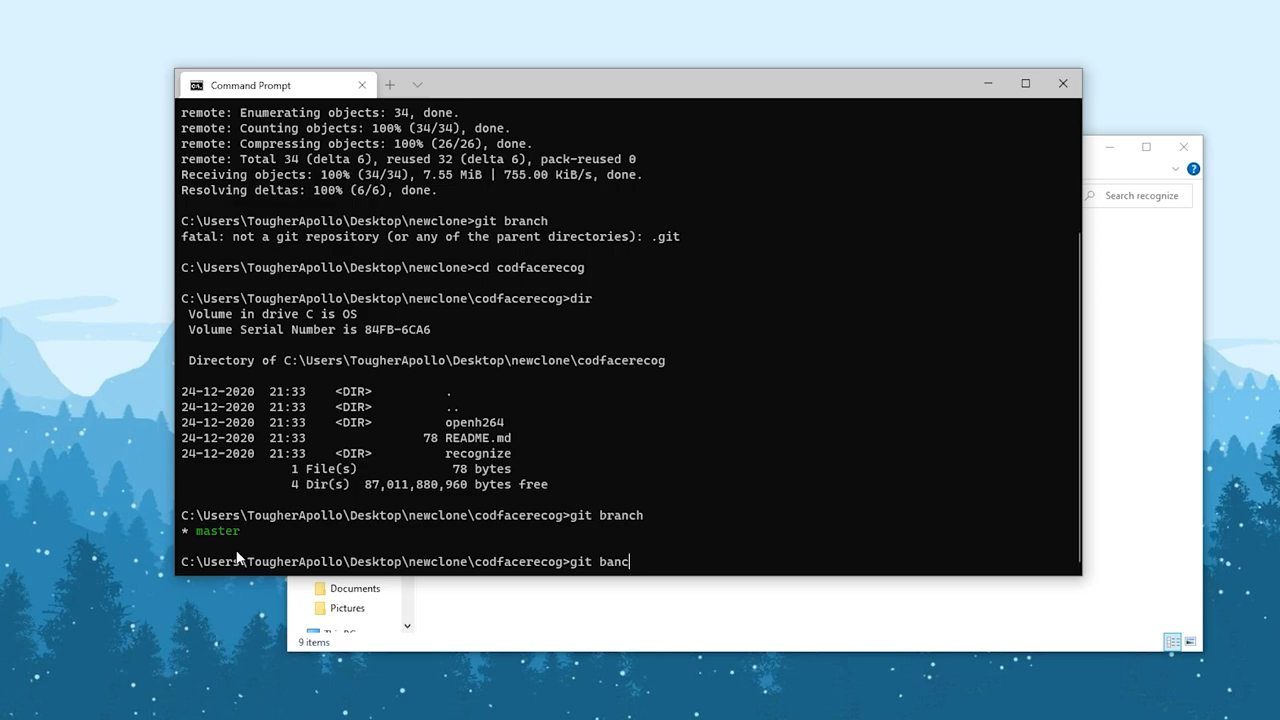 Command Prompt
remote: Enumerating objects: 34, done.
remote: Counting objects: 100% (34/34), done.
remote: Compressing objects: 100% (26/26), done.
remote: Total 34 (delta 6), reused 32 (delta 6), pack-reused 0
Receiving objects: 100% (34/34), 7.55 MiB | 755.00 KiB/s, done.
Resolving deltas: 100% (6/6), done.
C:\Users\TougherApollo\Desktop\newclone>git branch
fatal: not a git repository (or any of the parent directories): .git
C:\Users\TougherApollo\Desktop\newclone>cd codfacerecog
C:\Users\TougherApollo\Desktop\newclone\codfacerecog>dir
Volume in drive C is OS
Volume Serial Number is 84FB-6CA6
Directory of C:\Users\TougherApollo\Desktop\newclone\codfacerecog
24-12-2020 21:33 <DIR> .
24-12-2020 21:33 <DIR> ..
24-12-2020 21:33 <DIR> openh264
24-12-2020 21:33 78 README.md
24-12-2020 21:33 <DIR> recognize
1 File(s) 78 bytes
4 Dir(s) 87,011,880,960 bytes free
C:\Users\TougherApollo\Desktop\newclone\codfacerecog>git branch
* master
C:\Users\TougherApollo\Desktop\newclone\codfacerecog>git banc
Search recognize
Documents
Pictures
9 items